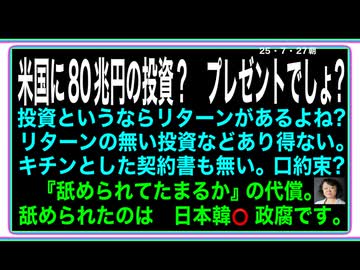 25・7・27朝
米国に80兆円の投資？　プレゼントでしょ？
投資というならリターンがあるよね？
リターンの無い投資などあり得ない。
キチンとした契約書も無い。口約束？
『舐められてたまるか』の代償。
舐められたのは　日本韓⭕政腐です。